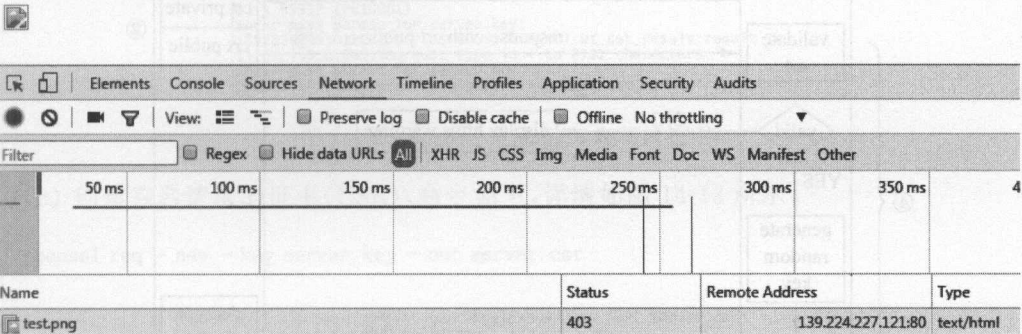 Elements Console Sources Network Timeline Profiles Application Security Audits
View: Preserve log Disable cache Offline No throttling
Filter Regex Hide data URLs All XHR JS CSS Img Media Font Doc WS Manifest Other
50 ms 100 ms 150 ms 200 ms 250 ms 300 ms 350 ms 4
Name Status Remote Address Type
test.png 403 139.224.227.121:80 text/html